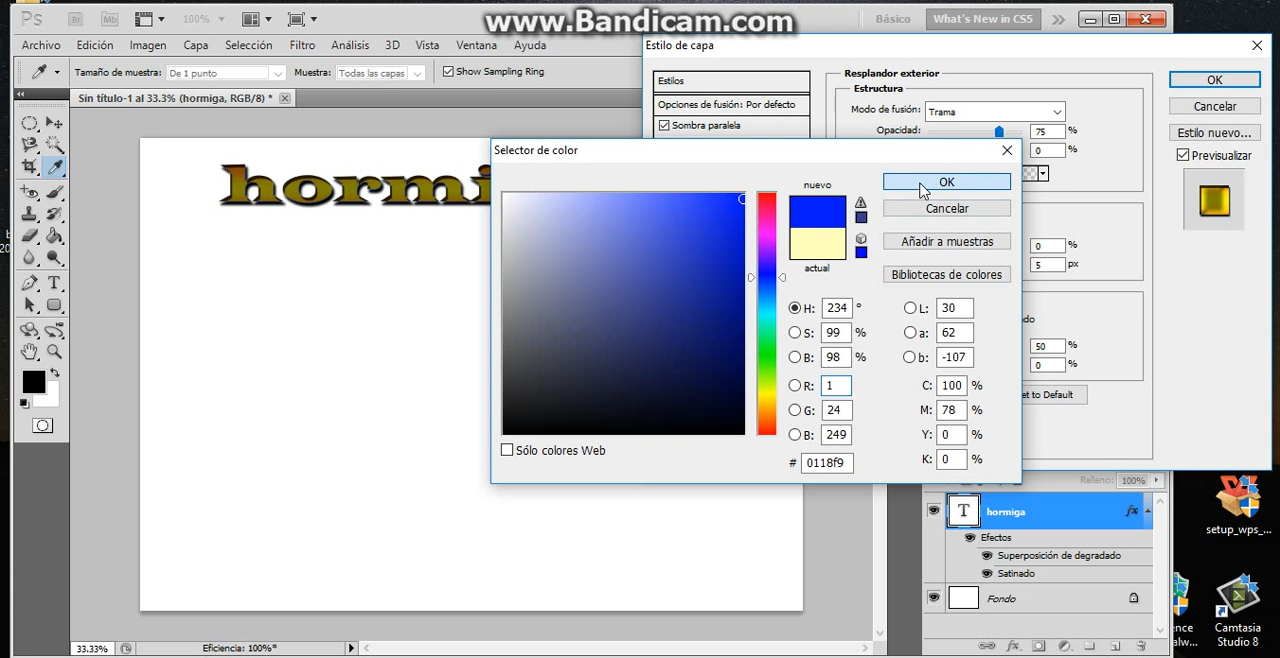 www.Bandicam.com
Ps Br Mb 100% Básico What's New in CS5
Archivo Edición Imagen Capa Selección Filtro Análisis 3D Vista Ventana Ayuda
Tamaño de muestra: De 1 punto Muestra: Todas las capas Show Sampling Ring
Sin título-1 al 33.3% (hormiga, RGB/8) *
hormi
Estilo de capa
Estilos
Opciones de fusión: Por defecto
Sombra paralela
Resplandor exterior
Estructura
Modo de fusión: Trama
Opacidad: 75 %
0 %
0 %
5 px
50 %
0 %
et to Default
OK
Cancelar
Estilo nuevo...
Previsualizar
Selector de color
nuevo
actual
OK
Cancelar
Añadir a muestras
Bibliotecas de colores
H: 234 ° L: 30
S: 99 % a: 62
B: 98 % b: -107
R: 1 C: 100 %
G: 24 M: 78 %
B: 249 Y: 0 %
# 0118f9 K: 0 %
Sólo colores Web
Relleno: 100%
T hormiga fx
Efectos
Superposición de degradado
Satinado
Fondo
33.33% Eficiencia: 100%*
setup_wps_...
Camtasia
Studio 8